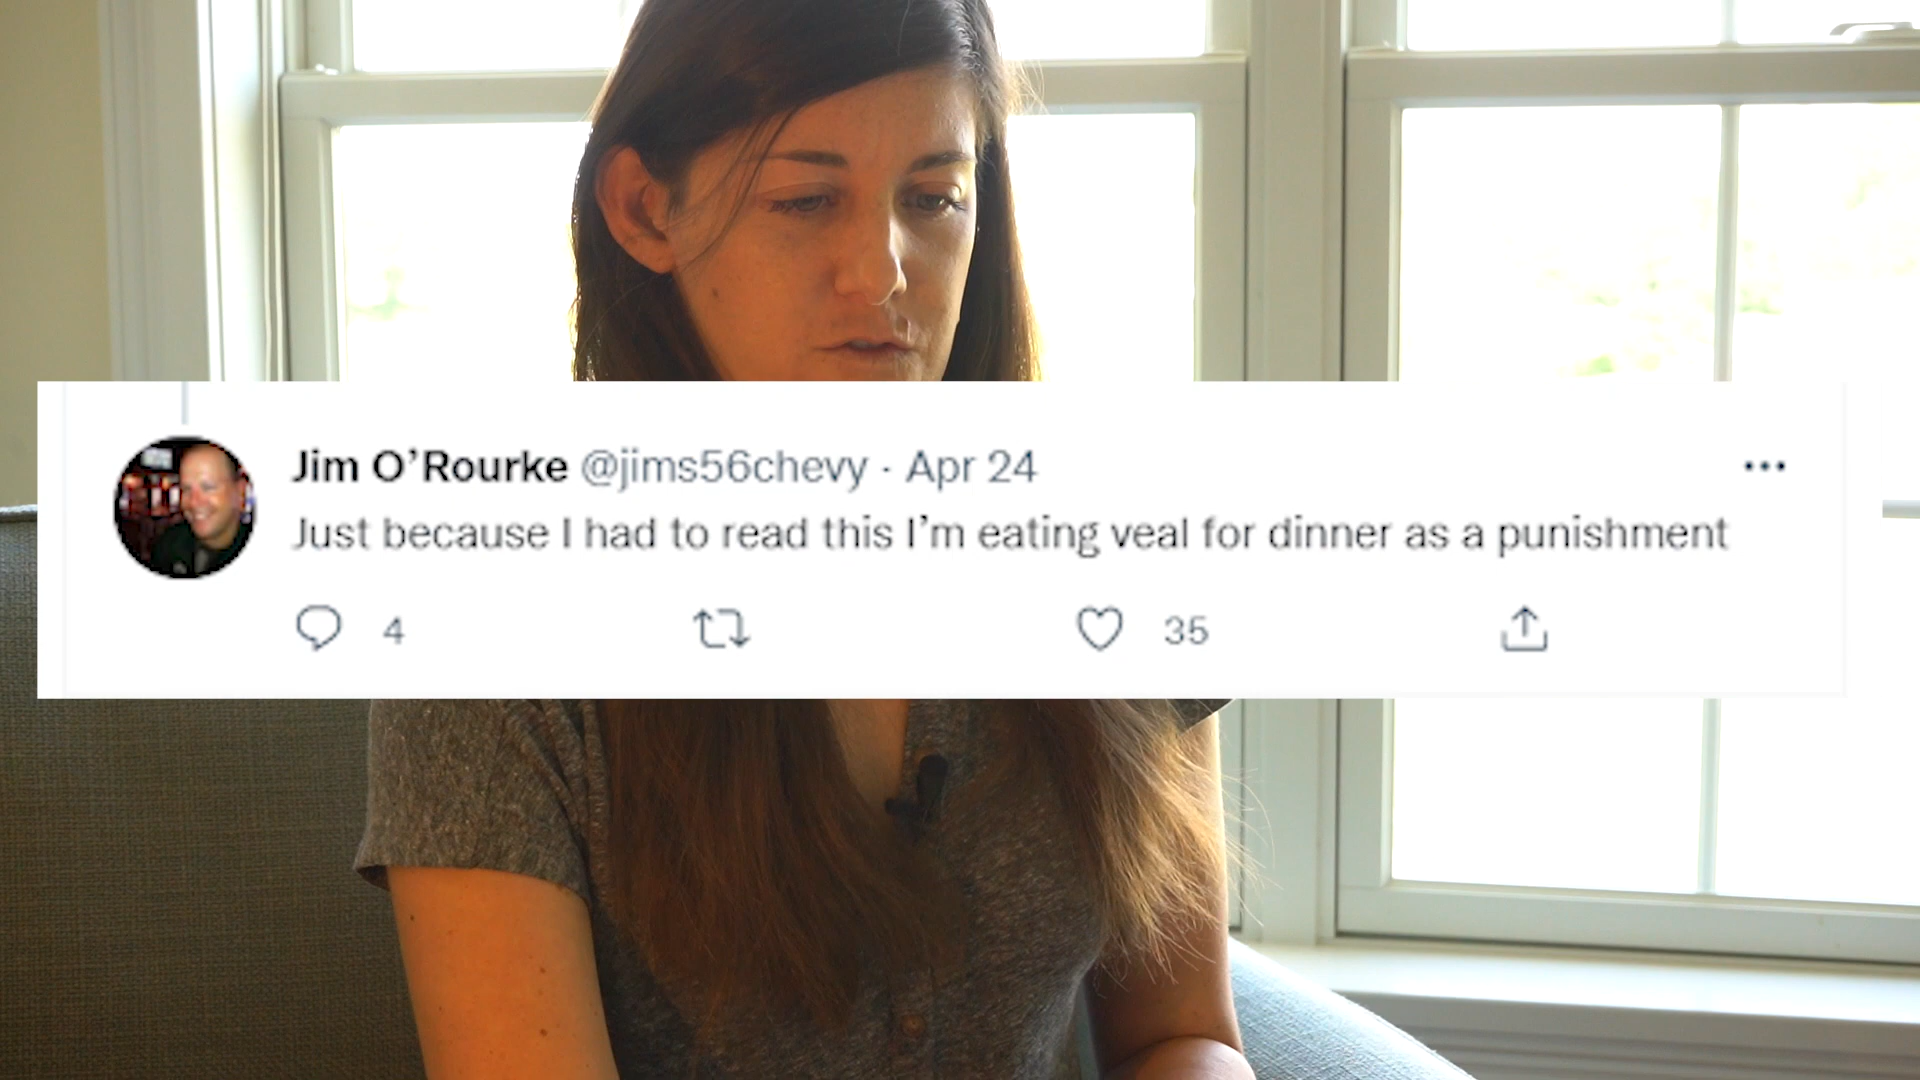 Jim O’Rourke @jims56chevy · Apr 24
Just because I had to read this I’m eating veal for dinner as a punishment
4 35